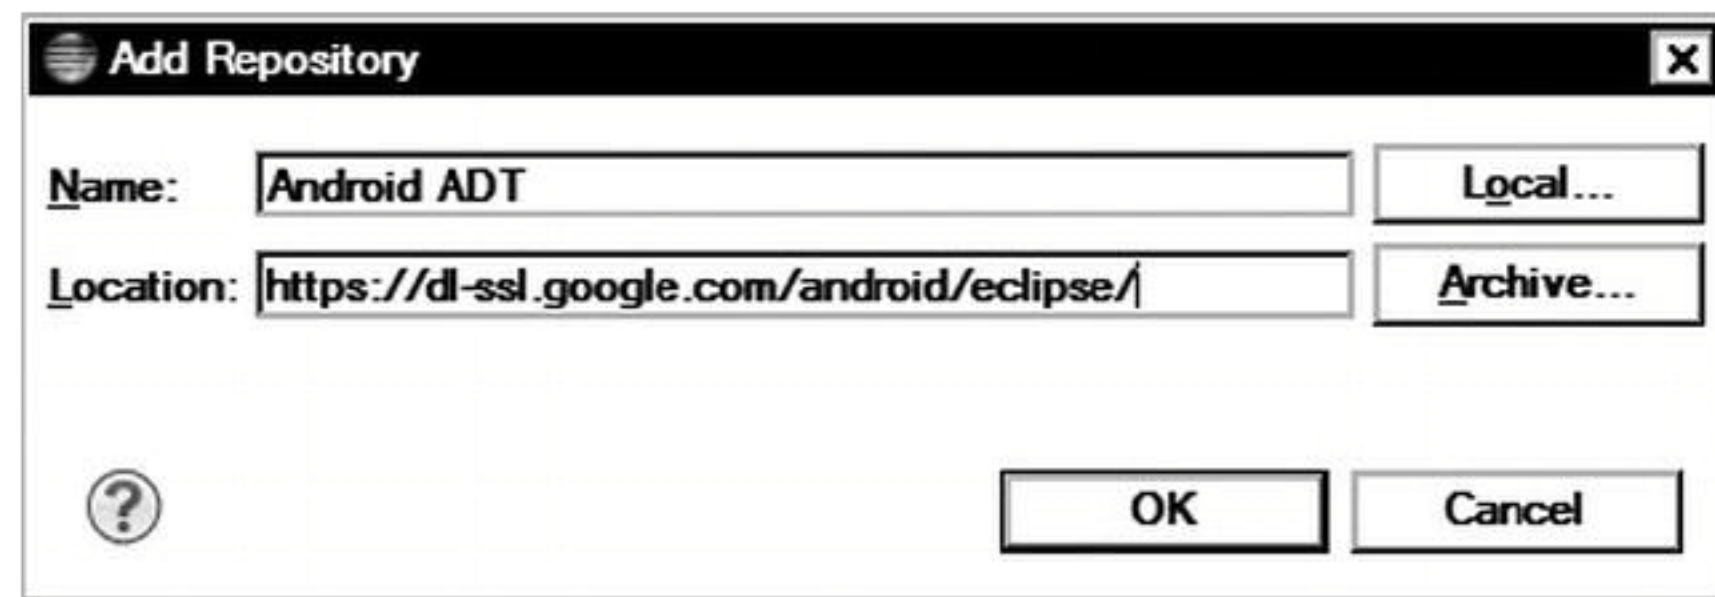 Add Repository
Name: Android ADT Local...
Location: https://dl-ssl.google.com/android/eclipse/ Archive...
? OK Cancel